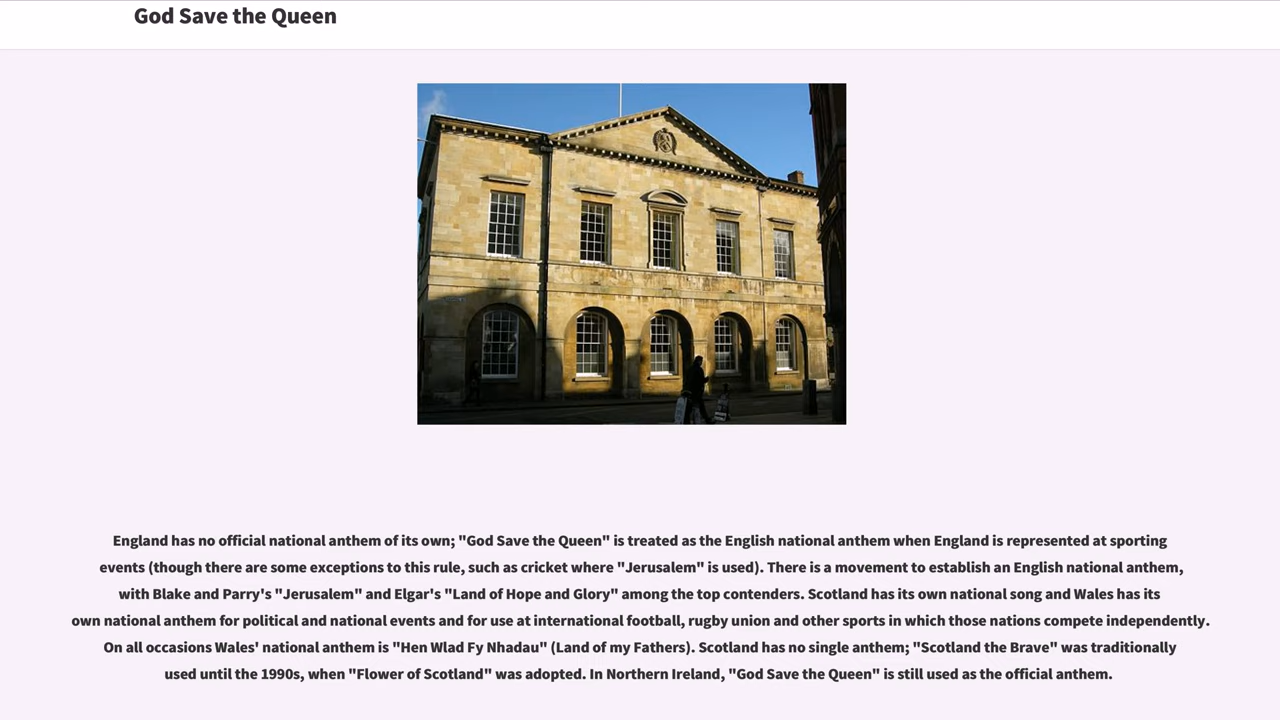 God Save the Queen
England has no official national anthem of its own; "God Save the Queen" is treated as the English national anthem when England is represented at sporting
events (though there are some exceptions to this rule, such as cricket where "Jerusalem" is used). There is a movement to establish an English national anthem,
with Blake and Parry's "Jerusalem" and Elgar's "Land of Hope and Glory" among the top contenders. Scotland has its own national song and Wales has its
own national anthem for political and national events and for use at international football, rugby union and other sports in which those nations compete independently.
On all occasions Wales' national anthem is "Hen Wlad Fy Nhadau" (Land of my Fathers). Scotland has no single anthem; "Scotland the Brave" was traditionally
used until the 1990s, when "Flower of Scotland" was adopted. In Northern Ireland, "God Save the Queen" is still used as the official anthem.